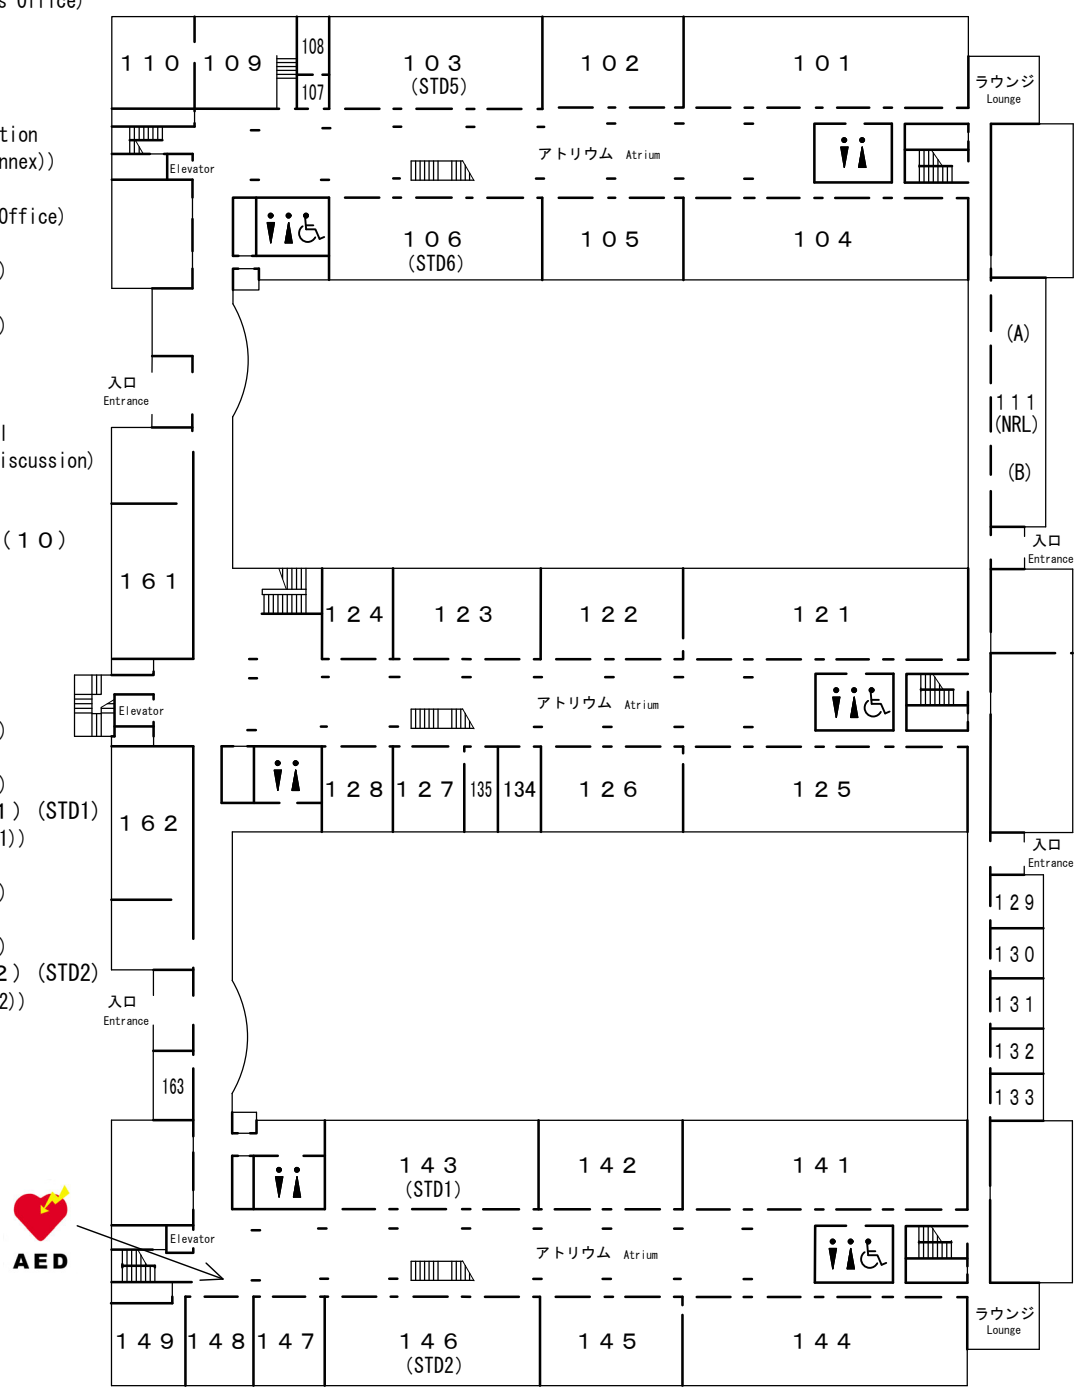 s Office)
110
109
108
107
103
(STD5)
102
101
ラウンジ
Lounge
tion
nnex))
Elevator
アトリウム Atrium
Office)
106
(STD6)
105
104
)
)
(A)
入口
Entrance
111
(NRL)
l
iscussion)
(B)
(10)
入口
Entrance
161
124
123
122
121
Elevator
アトリウム Atrium
)
)
1) (STD1)
1))
162
128
127
135
134
126
125
入口
Entrance
)
129
)
2) (STD2)
2))
130
入口
Entrance
131
132
163
133
143
(STD1)
142
141
AED
Elevator
アトリウム Atrium
149
148
147
146
(STD2)
145
144
ラウンジ
Lounge